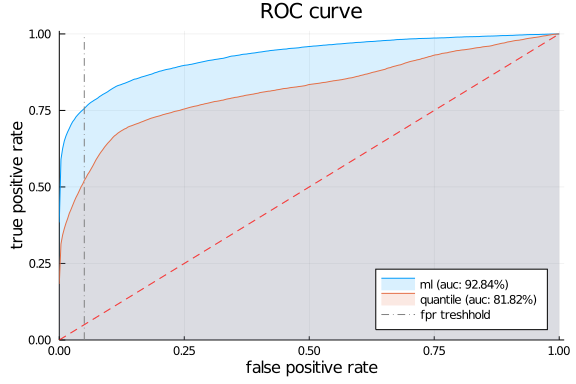 ROC curve
true positive rate
1.00
0.75
0.50
0.25
0.00
ml (auc: 92.84%)
quantile (auc: 81.82%)
fpr treshhold
0.00 0.25 0.50 0.75 1.00
false positive rate